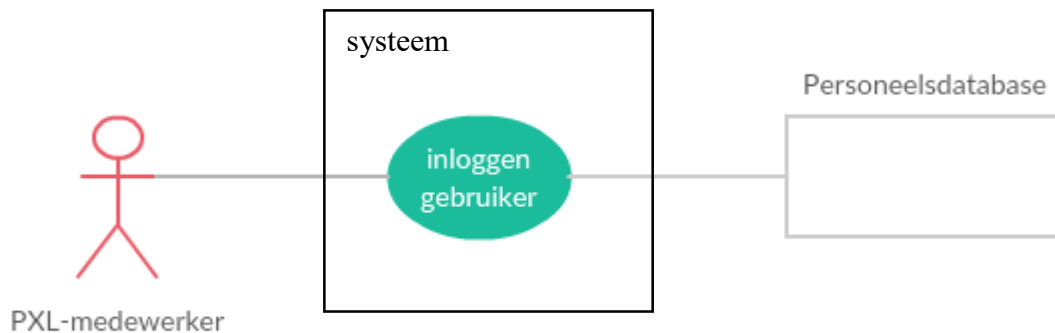 systeem
Personeelsdatabase
inloggen
gebruiker
PXL-medewerker